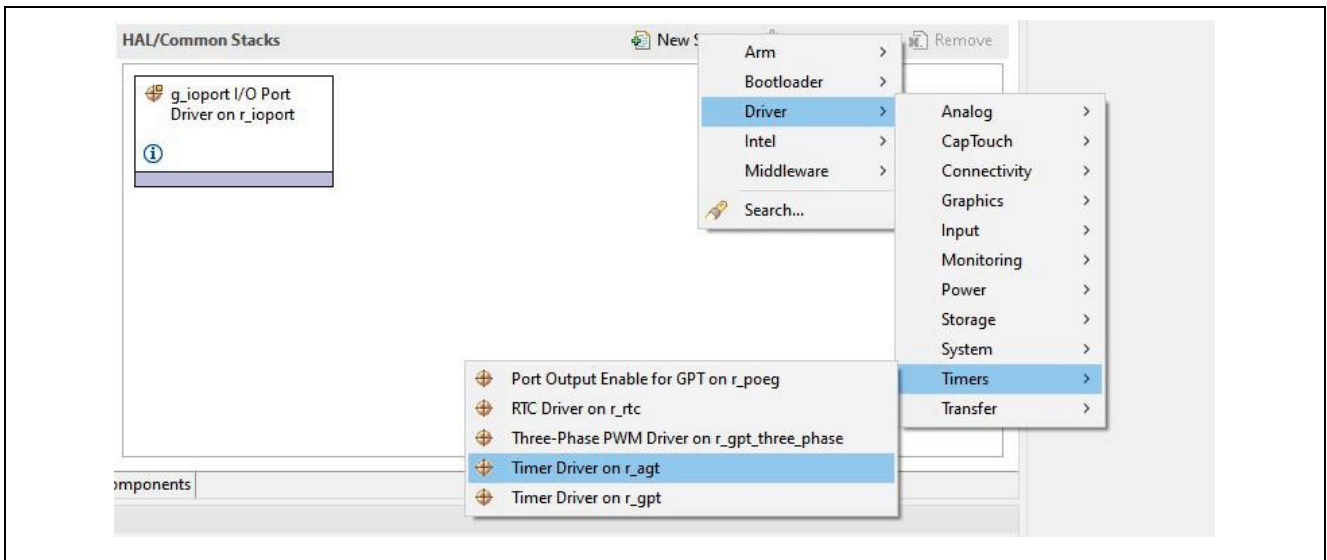 HAL/Common Stacks
New S
Remove
g_ioport I/O Port
Driver on r_ioport
Arm
Bootloader
Driver
Intel
Middleware
Search...
Analog
CapTouch
Connectivity
Graphics
Input
Monitoring
Power
Storage
System
Timers
Transfer
Port Output Enable for GPT on r_poeg
RTC Driver on r_rtc
Three-Phase PWM Driver on r_gpt_three_phase
Timer Driver on r_agt
Timer Driver on r_gpt
omponents